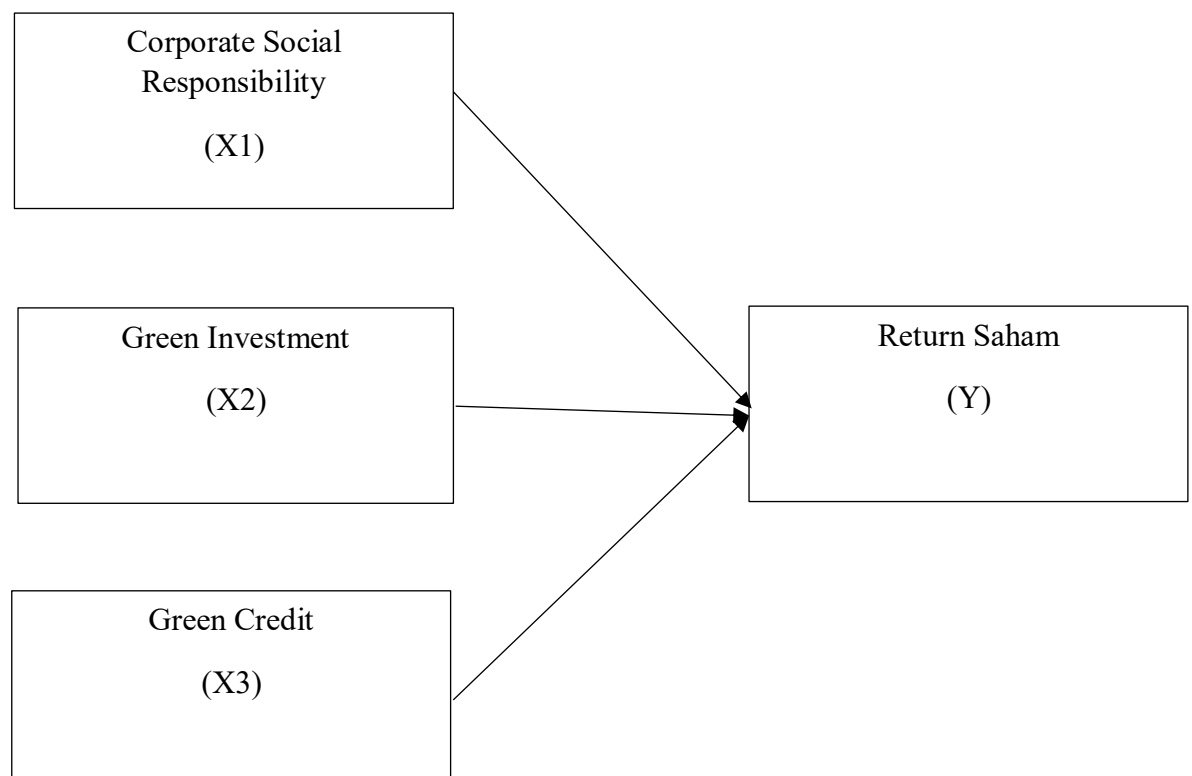 Corporate Social
Responsibility
(X1)
Green Investment
(X2)
Return Saham
(Y)
Green Credit
(X3)